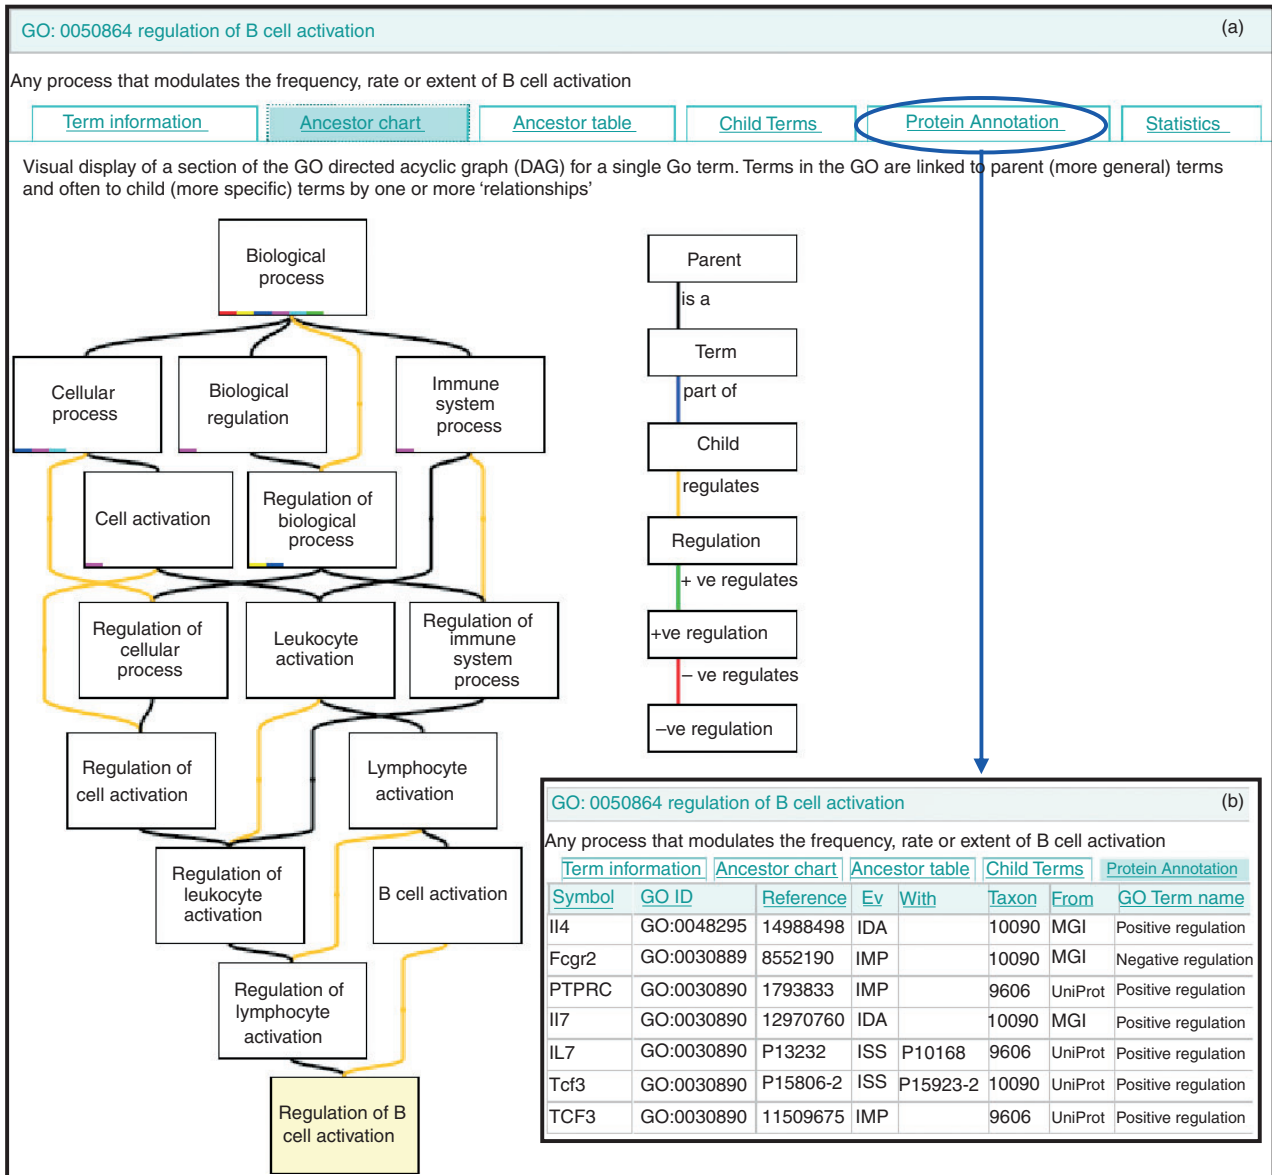 GO: 0050864 regulation of B cell activation
(a)
Any process that modulates the frequency, rate or extent of B cell activation
Term information
Ancestor chart
Ancestor table
Child Terms
Protein Annotation
Statistics
Visual display of a section of the GO directed acyclic graph (DAG) for a single Go term. Terms in the GO are linked to parent (more general) terms
and often to child (more specific) terms by one or more ‘relationships’
Biological
process
Cellular
process
Biological
regulation
Immune
system
process
Cell activation
Regulation of
biological
process
Regulation of
cellular
process
Leukocyte
activation
Regulation of
immune
system
process
Regulation of
cell activation
Lymphocyte
activation
Regulation of
leukocyte
activation
B cell activation
Regulation of
lymphocyte
activation
Regulation of B
cell activation
Parent
is a
Term
part of
Child
regulates
Regulation
+ ve regulates
+ve regulation
– ve regulates
–ve regulation
GO: 0050864 regulation of B cell activation
(b)
Any process that modulates the frequency, rate or extent of B cell activation
Term information Ancestor chart Ancestor table Child Terms Protein Annotation
Symbol GO ID Reference Ev With Taxon From GO Term name
Il4 GO:0048295 14988498 IDA 10090 MGI Positive regulation
Fcgr2 GO:0030889 8552190 IMP 10090 MGI Negative regulation
PTPRC GO:0030890 1793833 IMP 9606 UniProt Positive regulation
Il7 GO:0030890 12970760 IDA 10090 MGI Positive regulation
IL7 GO:0030890 P13232 ISS P10168 9606 UniProt Positive regulation
Tcf3 GO:0030890 P15806-2 ISS P15923-2 10090 UniProt Positive regulation
TCF3 GO:0030890 11509675 IMP 9606 UniProt Positive regulation